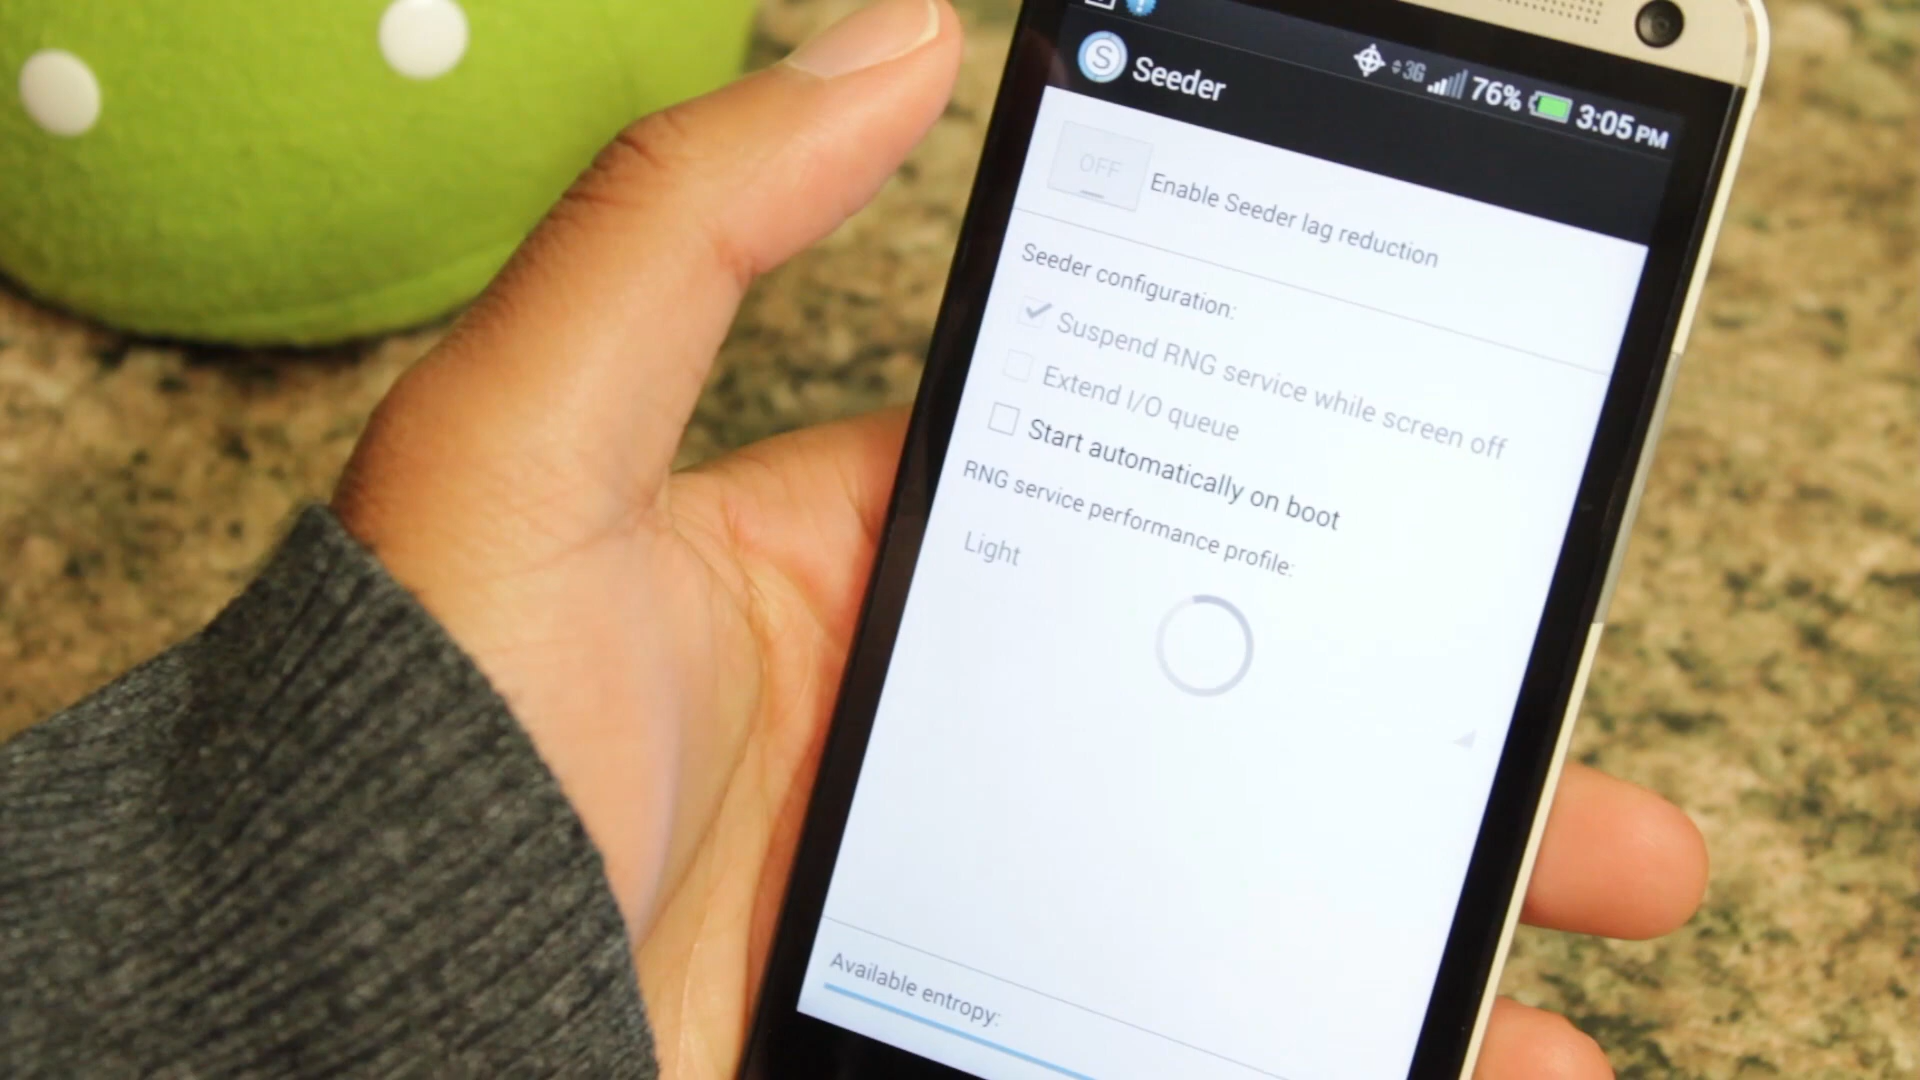 3G 76% 3:05 PM
S Seeder
OFF Enable Seeder lag reduction
Seeder configuration:
Suspend RNG service while screen off
Extend I/O queue
Start automatically on boot
RNG service performance profile:
Light
Available entropy: